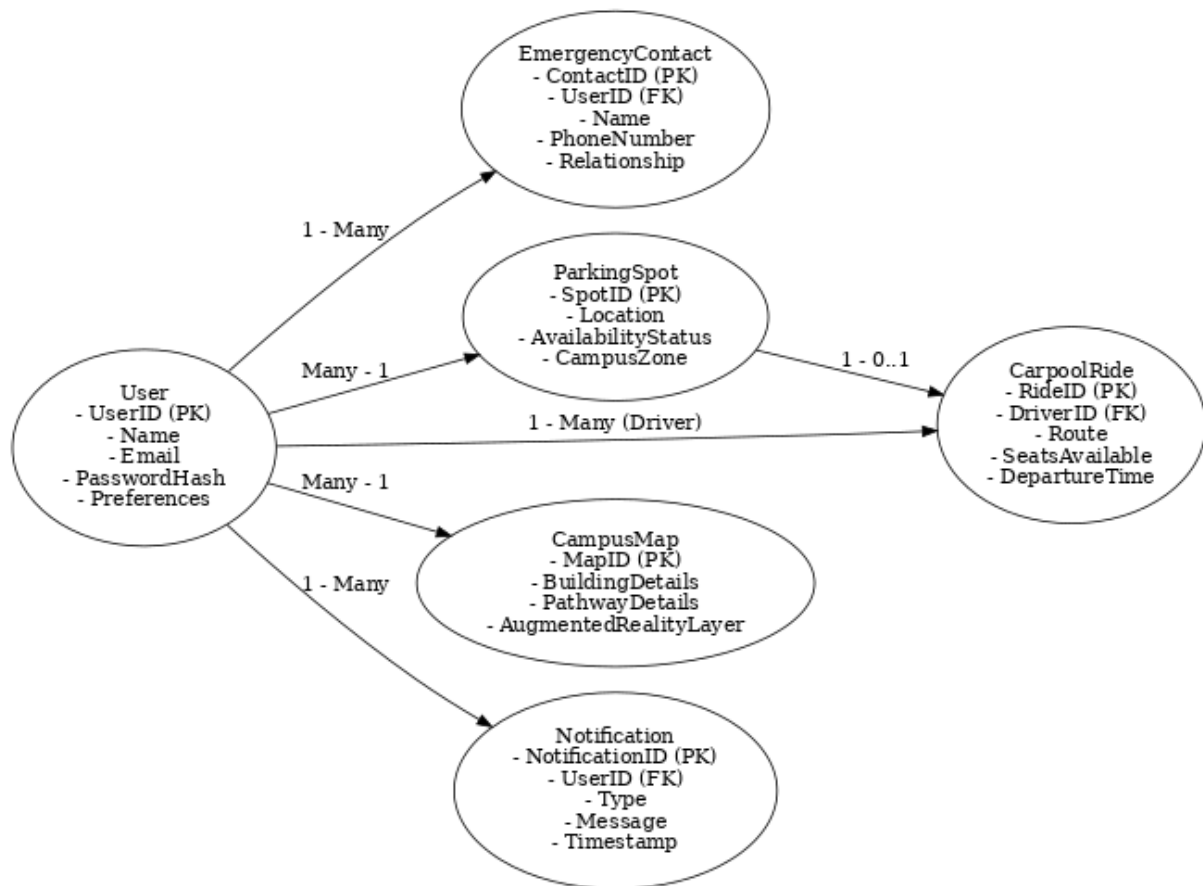 EmergencyContact
- ContactID (PK)
- UserID (FK)
- Name
- PhoneNumber
- Relationship
1 - Many
ParkingSpot
- SpotID (PK)
- Location
- AvailabilityStatus
- CampusZone
Many - 1
1 - 0..1
CarpoolRide
- RideID (PK)
- DriverID (FK)
- Route
- SeatsAvailable
- DepartureTime
User
- UserID (PK)
- Name
- Email
- PasswordHash
- Preferences
1 - Many (Driver)
Many - 1
CampusMap
- MapID (PK)
- BuildingDetails
- PathwayDetails
- AugmentedRealityLayer
1 - Many
Notification
- NotificationID (PK)
- UserID (FK)
- Type
- Message
- Timestamp